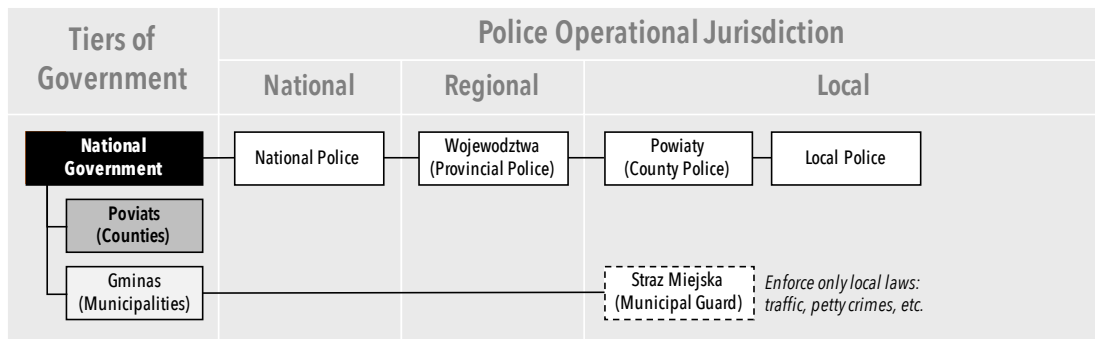 Tiers of
Government
Police Operational Jurisdiction
National
Regional
Local
National
Government
National Police
Wojewodztwa
(Provincial Police)
Powiaty
(County Police)
Local Police
Poviats
(Counties)
Gminas
(Municipalities)
Straz Miejska
(Municipal Guard)
Enforce only local laws:
traffic, petty crimes, etc.